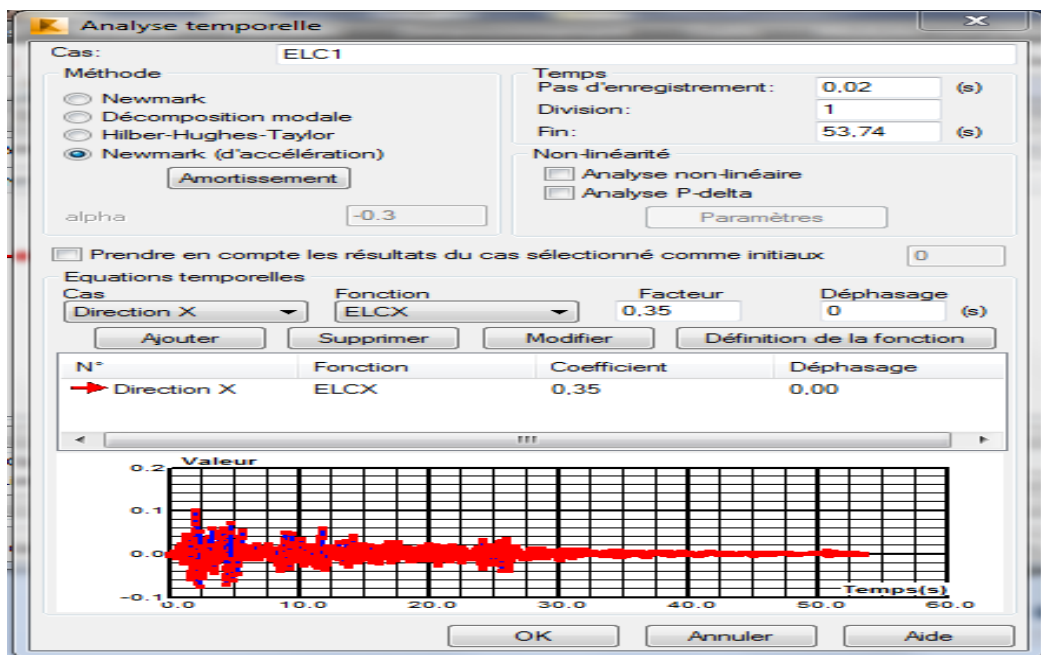 Analyse temporelle
Cas: ELC1
Méthode
Newmark
Décomposition modale
Hilber-Hughes-Taylor
Newmark (d'accélération)
Amortissement
alpha -0.3
Temps
Pas d'enregistrement: 0,02 (s)
Division: 1
Fin: 53,74 (s)
Non-linéarité
Analyse non-linéaire
Analyse P-delta
Paramètres
Prendre en compte les résultats du cas sélectionné comme initiaux 0
Equations temporelles
Cas Fonction Facteur Déphasage
Direction X ELCX 0,35 0 (s)
Ajouter Supprimer Modifier Définition de la fonction
N° Fonction Coefficient Déphasage
Direction X ELCX 0,35 0,00
Valeur
0.2
0.1
0.0
-0.1
Temps(s)
0.0 10.0 20.0 30.0 40.0 50.0 60.0
OK Annuler Aide